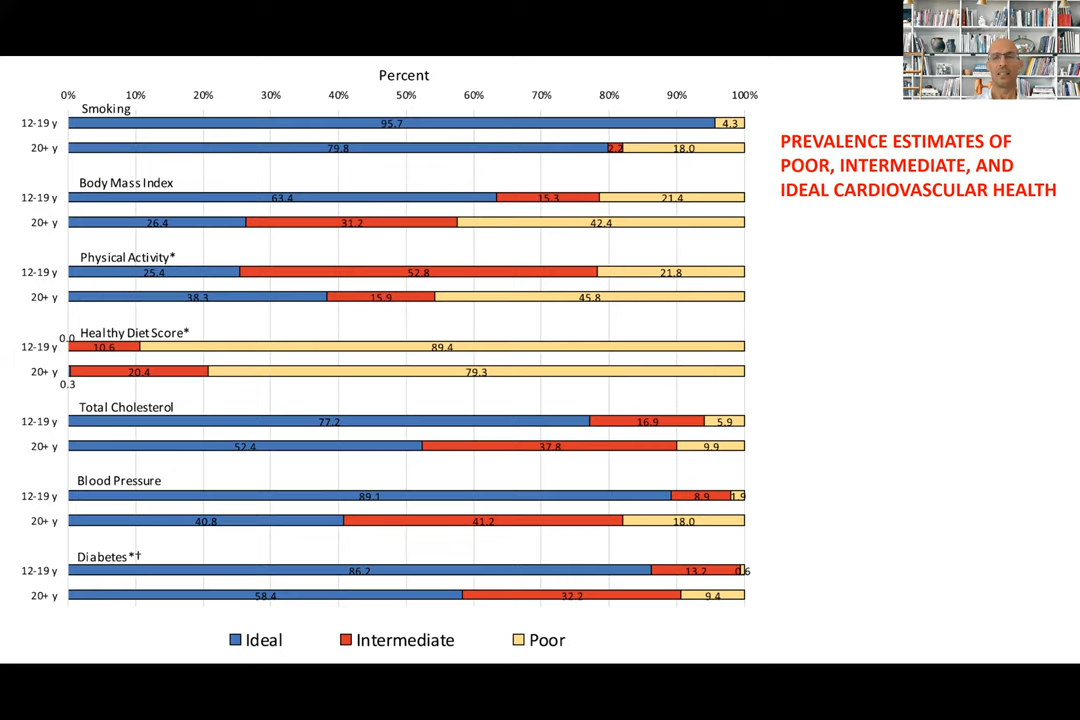 Percent
0% 10% 20% 30% 40% 50% 60% 70% 80% 90% 100%
Smoking
12-19 y 95.7 4.3
20+ y 79.8 2.2 18.0
Body Mass Index
12-19 y 63.4 15.3 21.4
20+ y 26.4 31.2 42.4
Physical Activity*
12-19 y 25.4 52.8 21.8
20+ y 38.3 15.9 45.8
Healthy Diet Score*
0.0
12-19 y 10.6 89.4
20+ y 20.4 79.3
0.3
Total Cholesterol
12-19 y 77.2 16.9 5.9
20+ y 52.4 37.8 9.9
Blood Pressure
12-19 y 89.1 8.9 1.9
20+ y 40.8 41.2 18.0
Diabetes*†
12-19 y 86.2 13.2 0.6
20+ y 58.4 32.2 9.4
Ideal Intermediate Poor
PREVALENCE ESTIMATES OF
POOR, INTERMEDIATE, AND
IDEAL CARDIOVASCULAR HEALTH